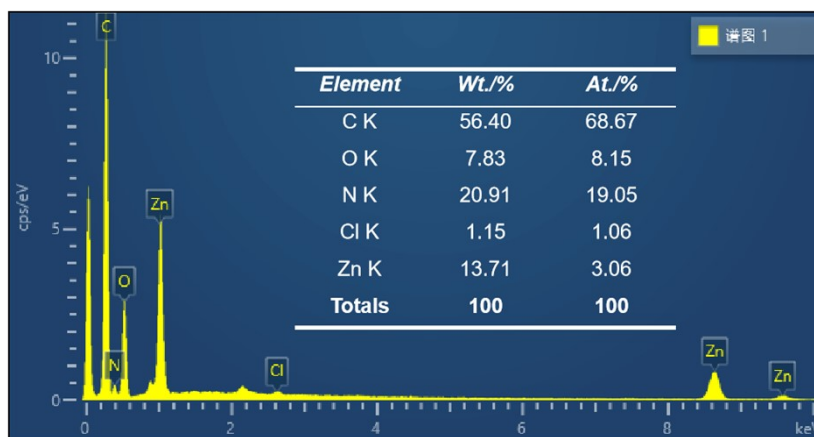 C
谱图 1
10
Element Wt./% At./%
C K 56.40 68.67
O K 7.83 8.15
N K 20.91 19.05
Cl K 1.15 1.06
Zn K 13.71 3.06
Totals 100 100
cps/eV
Zn
5
O
N
Cl
Zn
Zn
0
0 2 4 6 8 keV